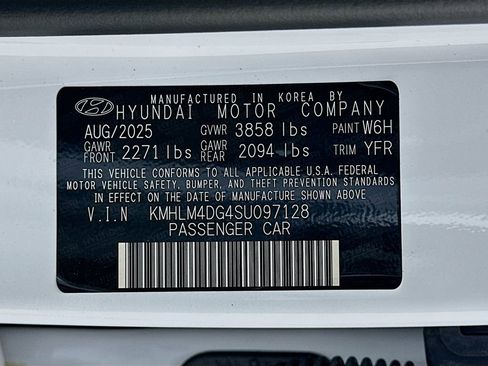 MANUFACTURED IN KOREA BY
HYUNDAI MOTOR COMPANY
AUG/2025 GVWR 3858 lbs PAINT W6H
GAWR FRONT 2271 lbs GAWR REAR 2094 lbs TRIM YFR
THIS VEHICLE CONFORMS TO ALL APPLICABLE U.S.A. FEDERAL
MOTOR VEHICLE SAFETY, BUMPER, AND THEFT PREVENTION STANDARDS
IN EFFECT ON THE DATE OF MANUFACTURE SHOWN ABOVE.
V.I.N KMHLM4DG4SU097128
PASSENGER CAR